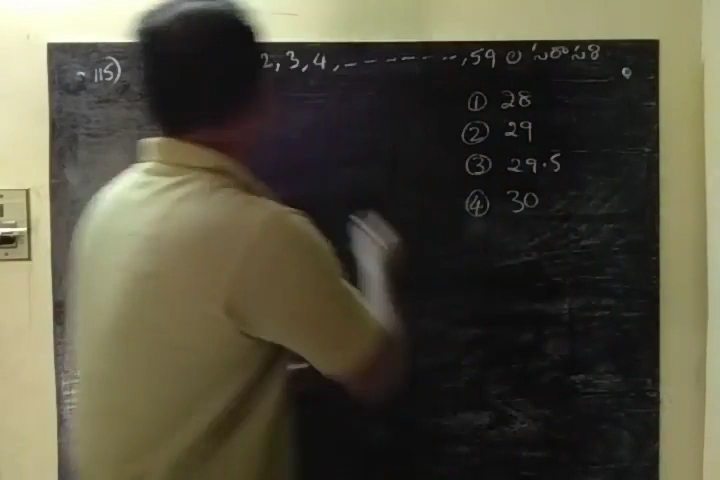 115) 2, 3, 4, - - - - - - - -, 59 ల సరాసరి
① 28
② 29
③ 29.5
④ 30